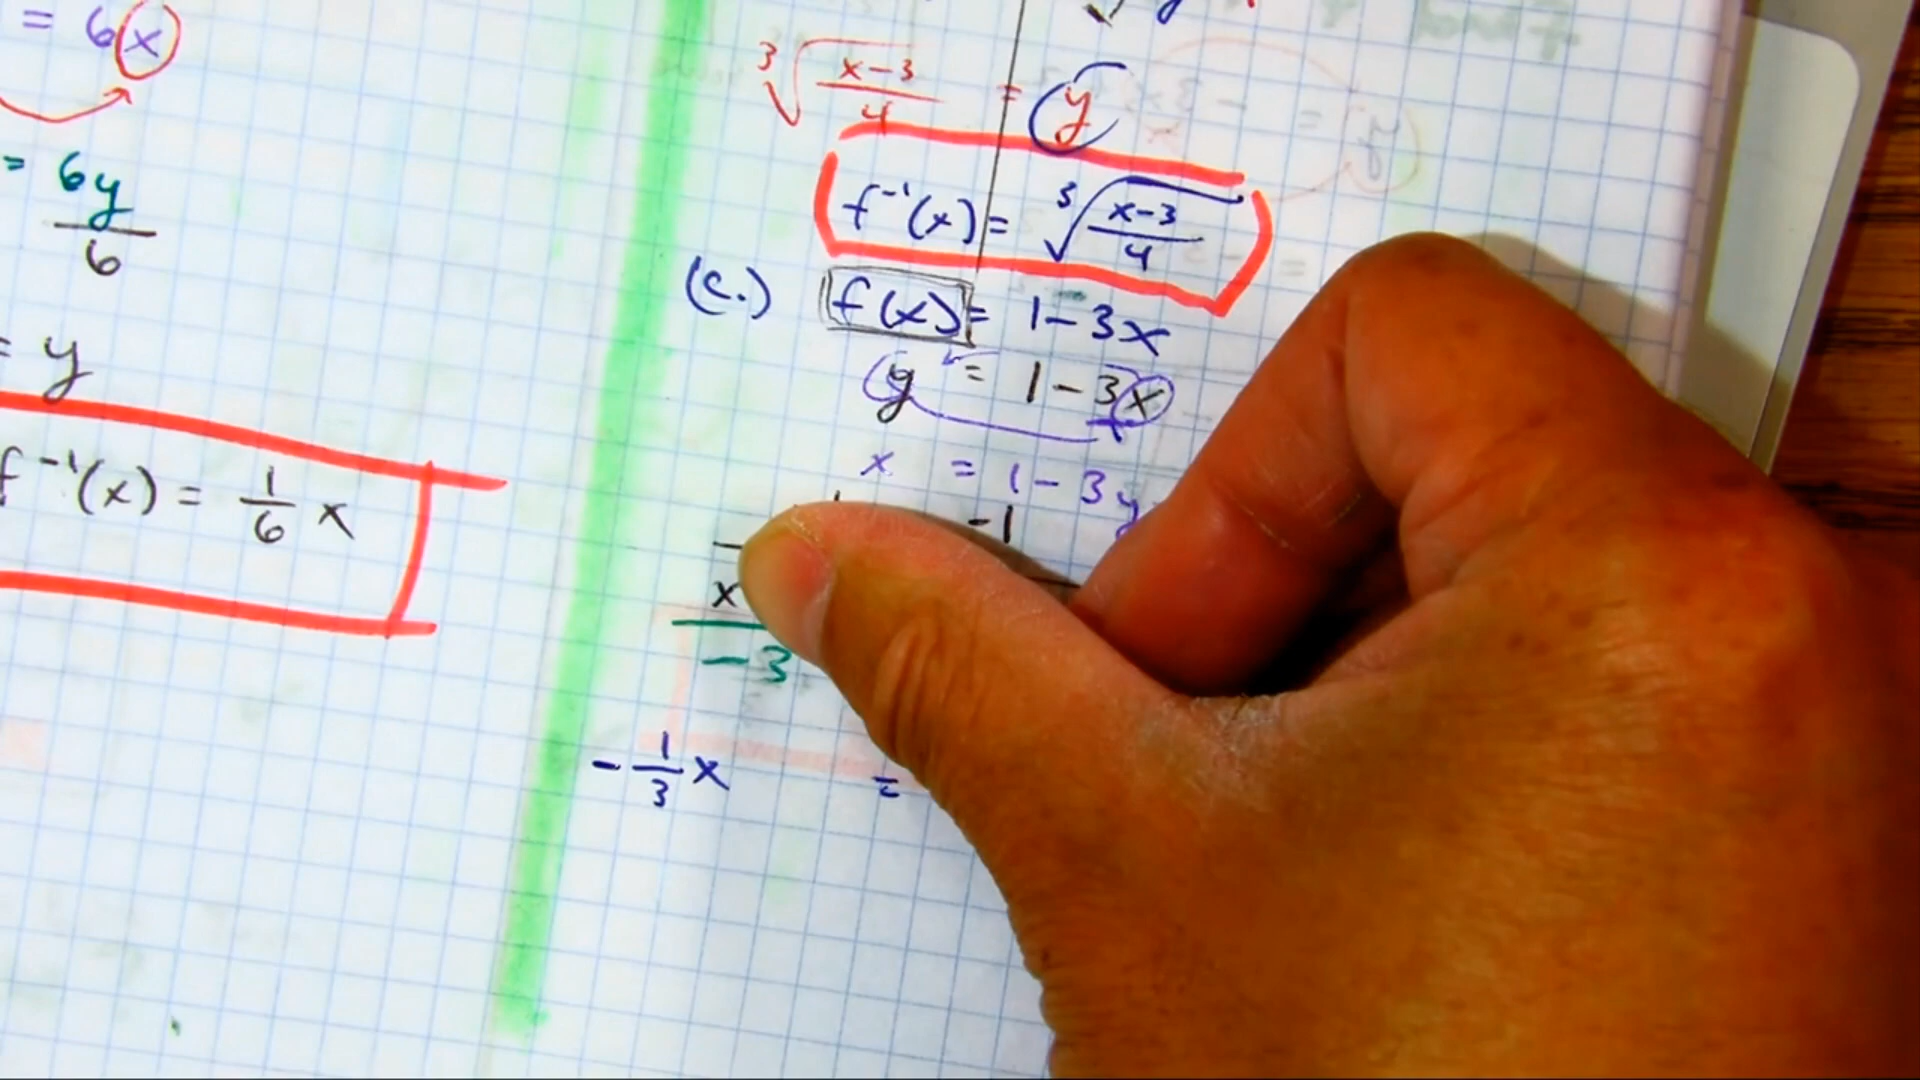 = 6x
= 6y
6
= y
f⁻¹(x) = 1/6 x
∛((x-3)/4) = y
f⁻¹(x) = ∛((x-3)/4)
(c.) f(x) = 1-3x
y = 1-3x
x = 1-3y
-1
x
-3
-1/3 x =